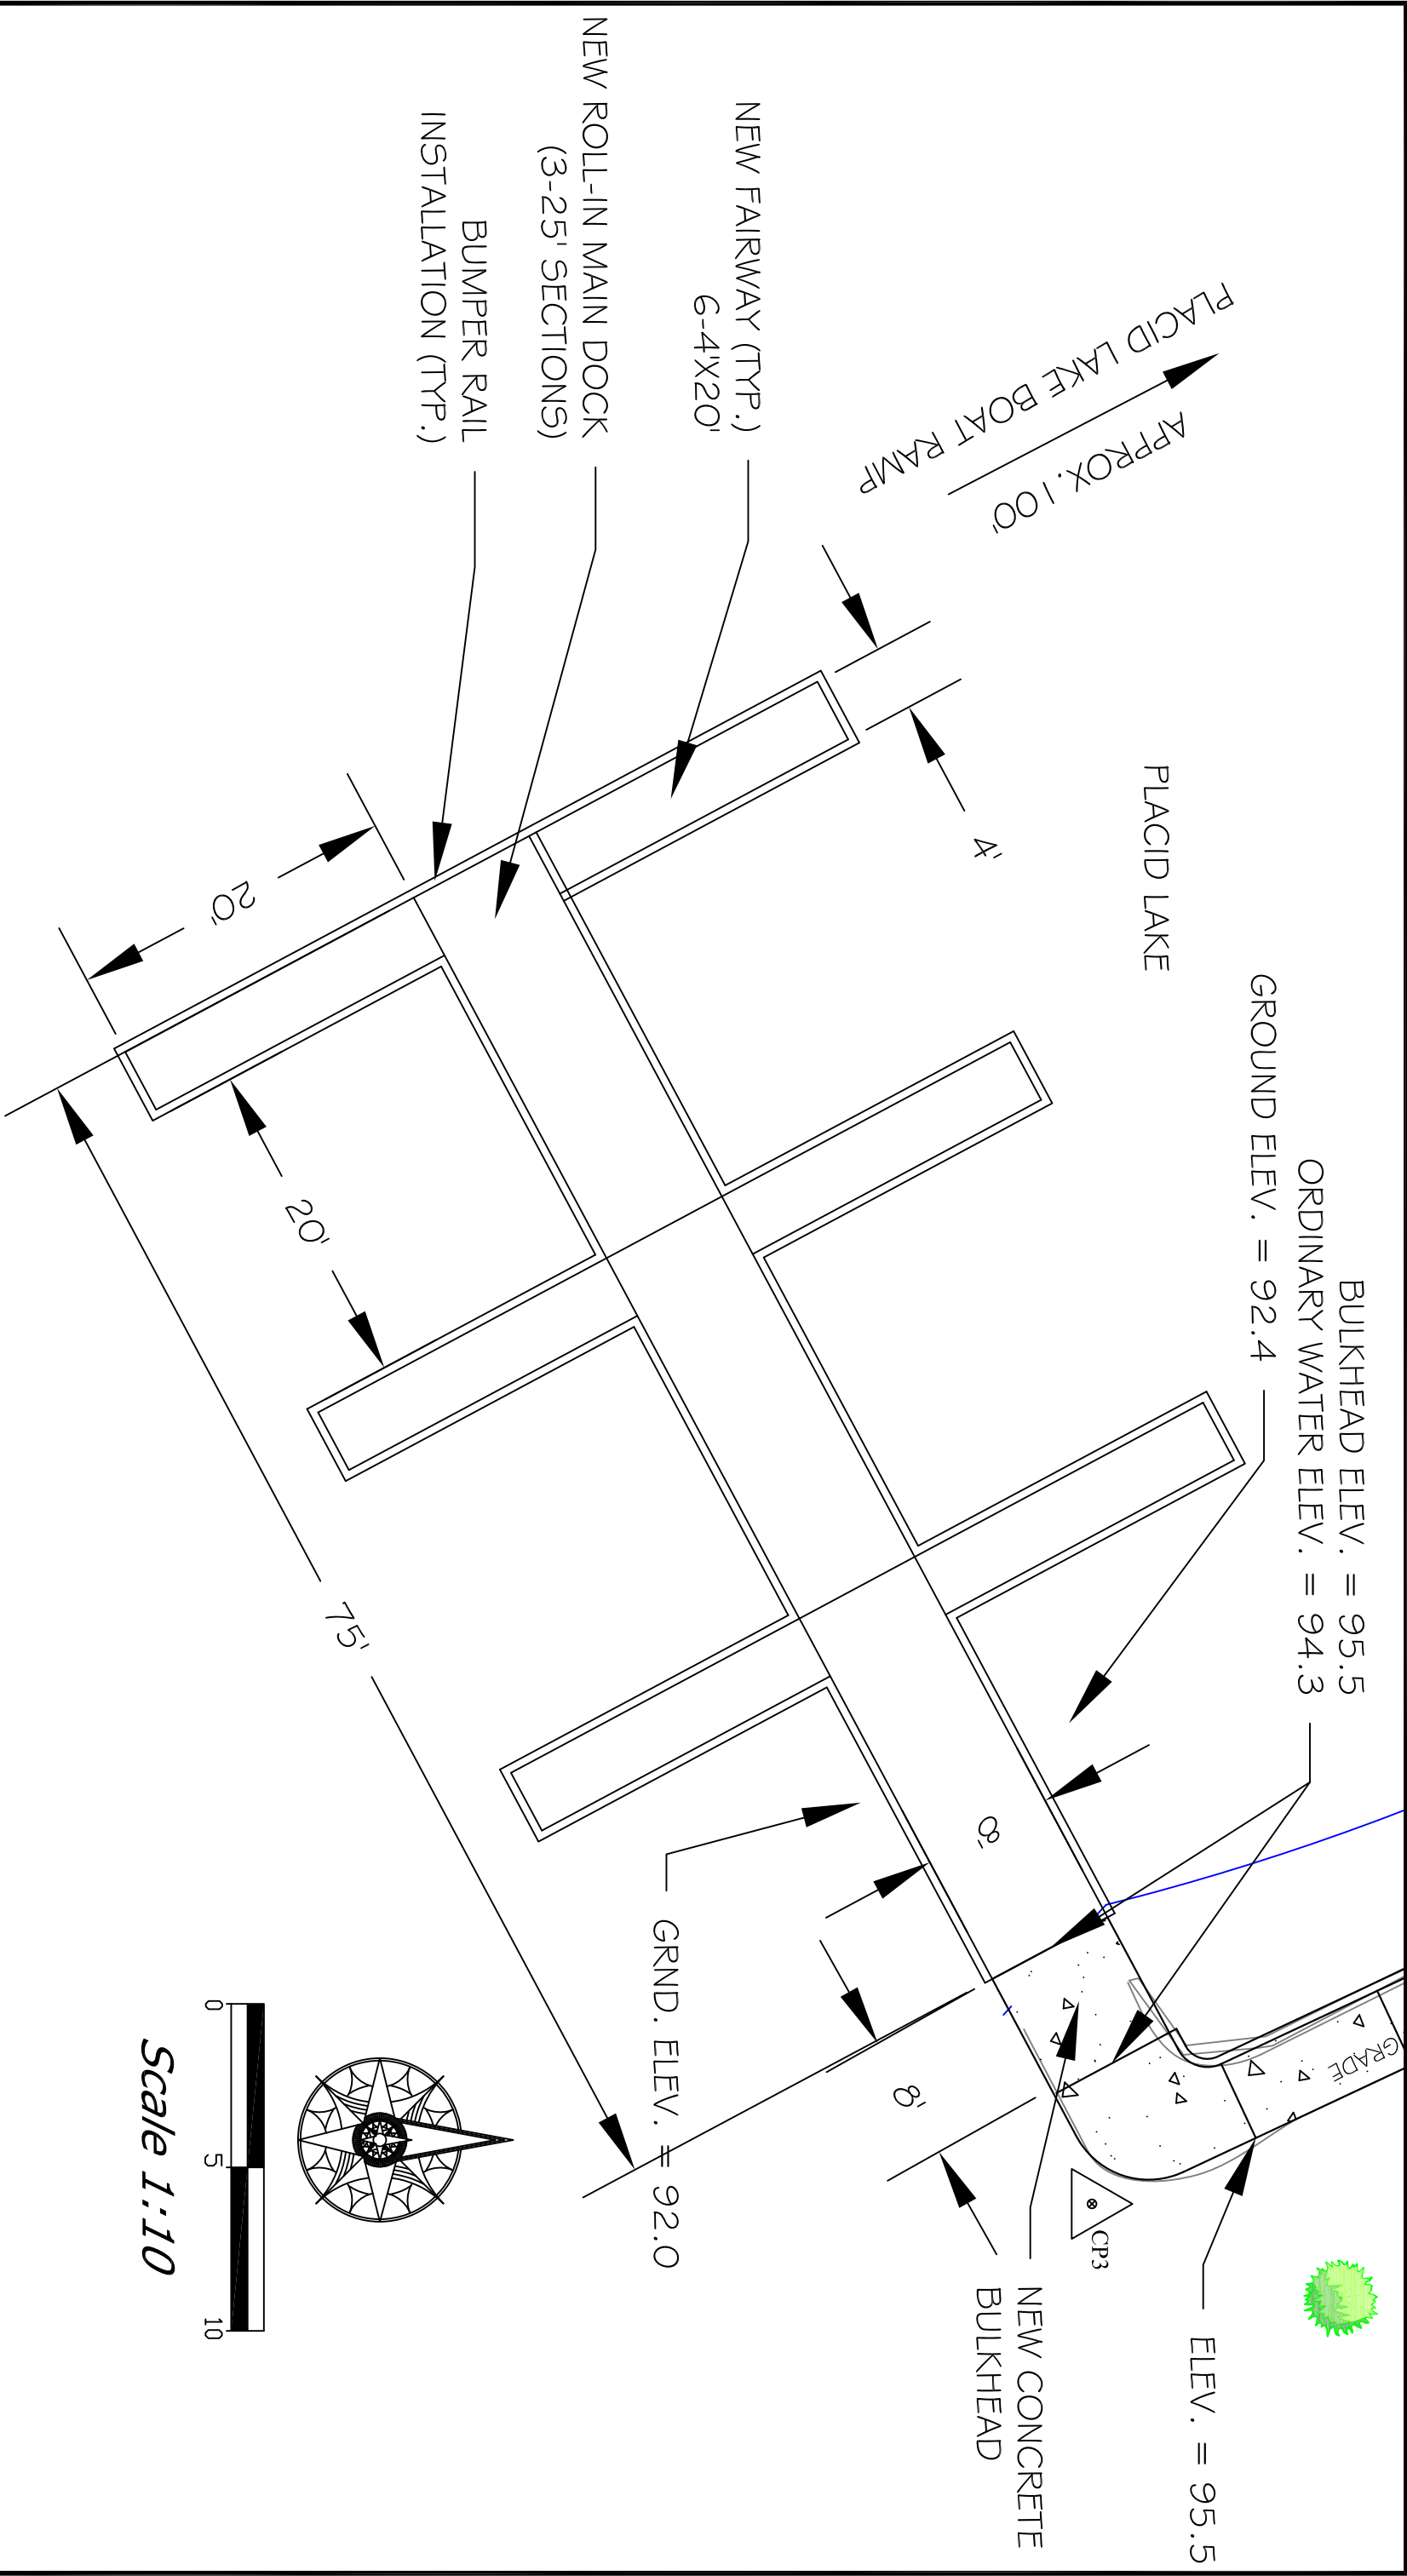 PLACID LAKE BOAT RAMP
APPROX. 100'
NEW FAIRWAY (TYP.)
6-4'X20'
NEW ROLL-IN MAIN DOCK
(3-25' SECTIONS)
BUMPER RAIL
INSTALLATION (TYP.)
PLACID LAKE
4'
20'
20'
75'
BULKHEAD ELEV. = 95.5
ORDINARY WATER ELEV. = 94.3
GROUND ELEV. = 92.4
8'
8'
GRND. ELEV. = 92.0
GRADE
CP3
ELEV. = 95.5
NEW CONCRETE
BULKHEAD
0 5 10
Scale 1:10